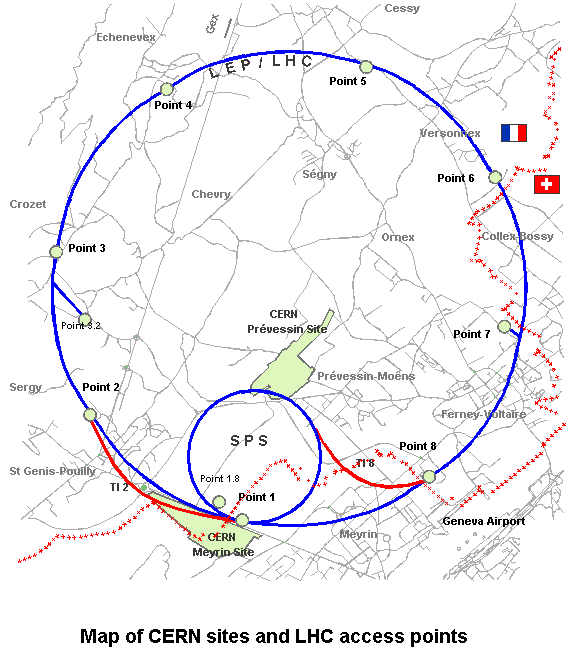 Cessy
Gex
Echenevex
LEP / LHC
Point 5
Point 4
Versonnex
Ségny
Point 6
Chevry
Crozet
Ornex
Collex-Bossy
Point 3
CERN
Prévessin Site
Point 3.2
Point 7
Prévessin-Moëns
Sergy
Point 2
Ferney-Voltaire
SPS
Point 8
St Genis-Pouilly
TI 8
Point 1.8
TI 2
Point 1
Geneva Airport
CERN
Meyrin Site
Meyrin
Map of CERN sites and LHC access points